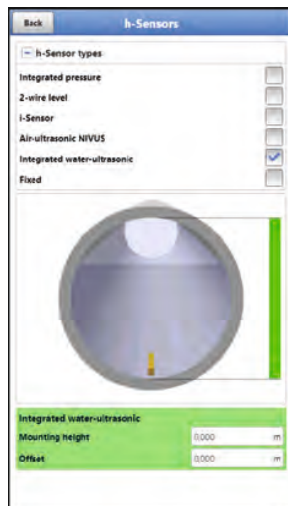 Back
h-Sensors
h-Sensor types
Integrated pressure
2-wire level
i-Sensor
Air-ultrasonic NIVUS
Integrated water-ultrasonic
Fixed
Integrated water-ultrasonic
Mounting height 0,000 m
Offset 0,000 m